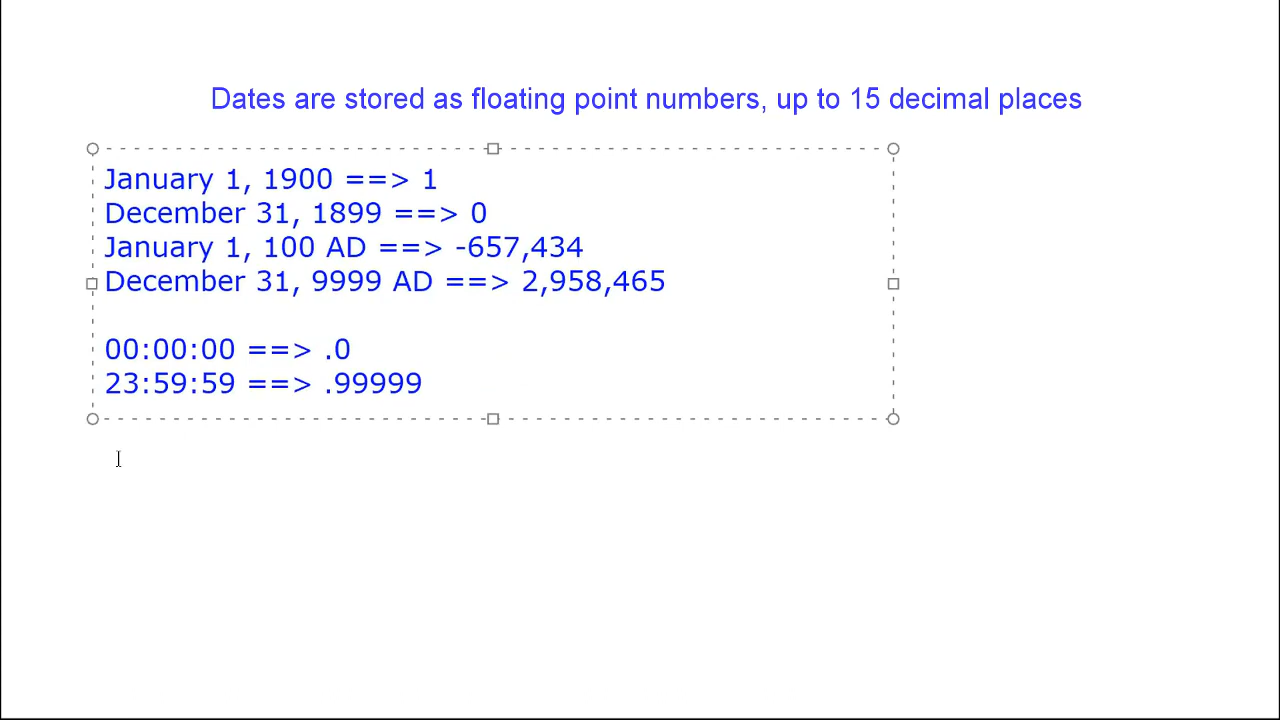 Dates are stored as floating point numbers, up to 15 decimal places
January 1, 1900 ==> 1
December 31, 1899 ==> 0
January 1, 100 AD ==> -657,434
December 31, 9999 AD ==> 2,958,465
00:00:00 ==> .0
23:59:59 ==> .99999